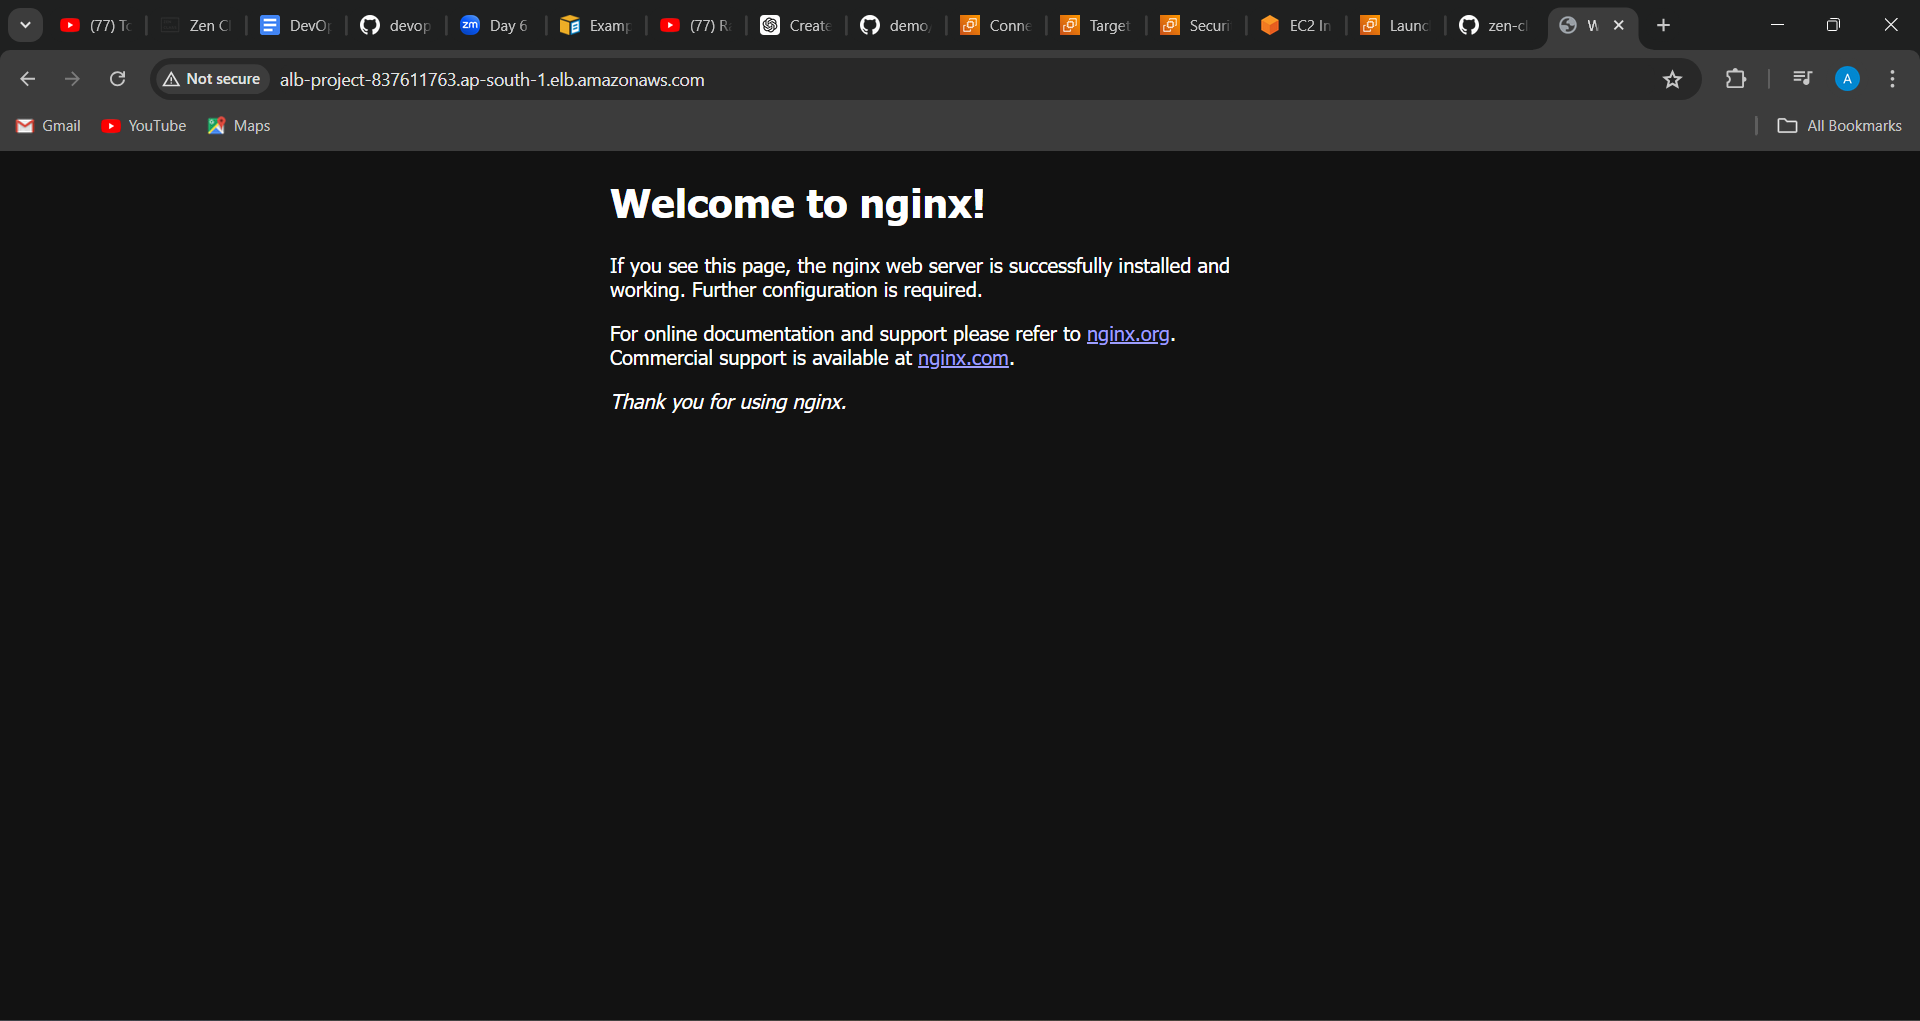 (77) To
Zen Cl
DevOp
devop
zm
Day 6
Examp
(77) Ra
Create
demo/
Conne
Target
Securi
EC2 In
Launc
zen-cl
W
Not secure
alb-project-837611763.ap-south-1.elb.amazonaws.com
A
Gmail
YouTube
Maps
All Bookmarks
Welcome to nginx!
If you see this page, the nginx web server is successfully installed and
working. Further configuration is required.
For online documentation and support please refer to nginx.org.
Commercial support is available at nginx.com.
Thank you for using nginx.